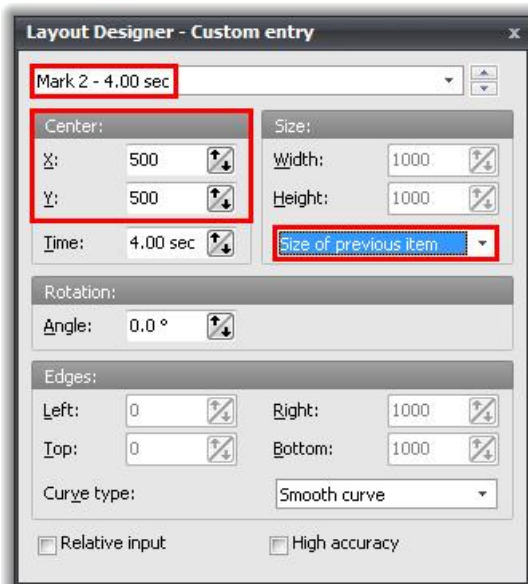 Layout Designer - Custom entry x
Mark 2 - 4.00 sec
Center: Size:
X: 500 Width: 1000
Y: 500 Height: 1000
Time: 4.00 sec Size of previous item
Rotation:
Angle: 0.0 °
Edges:
Left: 0 Right: 1000
Top: 0 Bottom: 1000
Curve type: Smooth curve
Relative input High accuracy